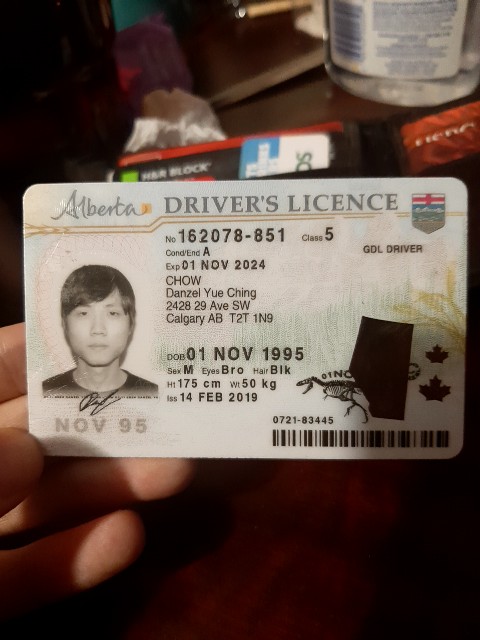 H&R BLOCK
Alberta DRIVER'S LICENCE
No 162078-851 Class 5
GDL DRIVER
Cond/End A
Exp 01 NOV 2024
CHOW
Danzel Yue Ching
2428 29 Ave SW
Calgary AB T2T 1N9
DOB 01 NOV 1995
Sex M Eyes Bro Hair Blk
Ht 175 cm Wt 50 kg
Iss 14 FEB 2019
01NO
NOV 95
0721-83445